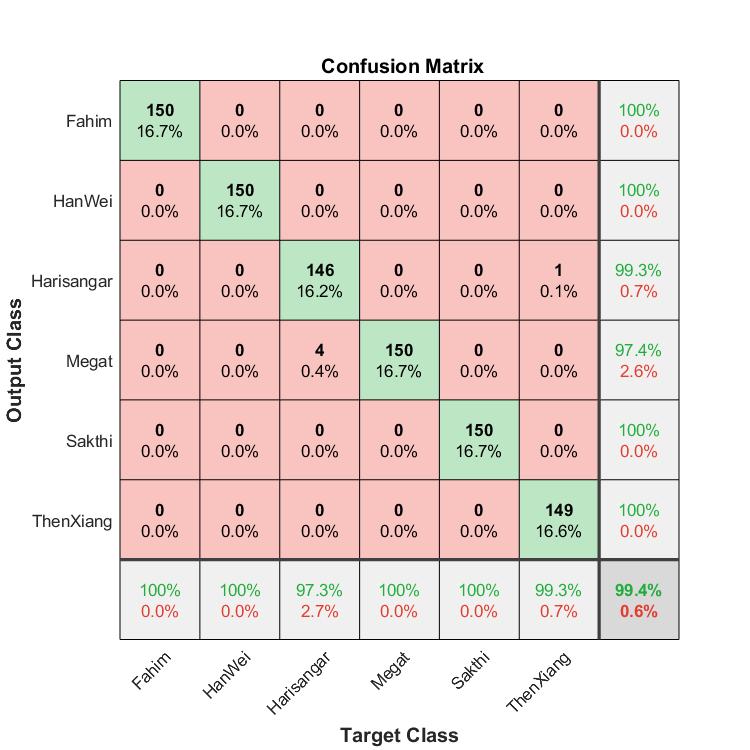 Confusion Matrix
Fahim 150 0 0 0 0 0 100%
16.7% 0.0% 0.0% 0.0% 0.0% 0.0% 0.0%
HanWei 0 150 0 0 0 0 100%
0.0% 16.7% 0.0% 0.0% 0.0% 0.0% 0.0%
Harisangar 0 0 146 0 0 1 99.3%
0.0% 0.0% 16.2% 0.0% 0.0% 0.1% 0.7%
Megat 0 0 4 150 0 0 97.4%
0.0% 0.0% 0.4% 16.7% 0.0% 0.0% 2.6%
Sakthi 0 0 0 0 150 0 100%
0.0% 0.0% 0.0% 0.0% 16.7% 0.0% 0.0%
ThenXiang 0 0 0 0 0 149 100%
0.0% 0.0% 0.0% 0.0% 0.0% 16.6% 0.0%
100% 100% 97.3% 100% 100% 99.3% 99.4%
0.0% 0.0% 2.7% 0.0% 0.0% 0.7% 0.6%
Fahim HanWei Harisangar Megat Sakthi ThenXiang
Target Class
Output Class